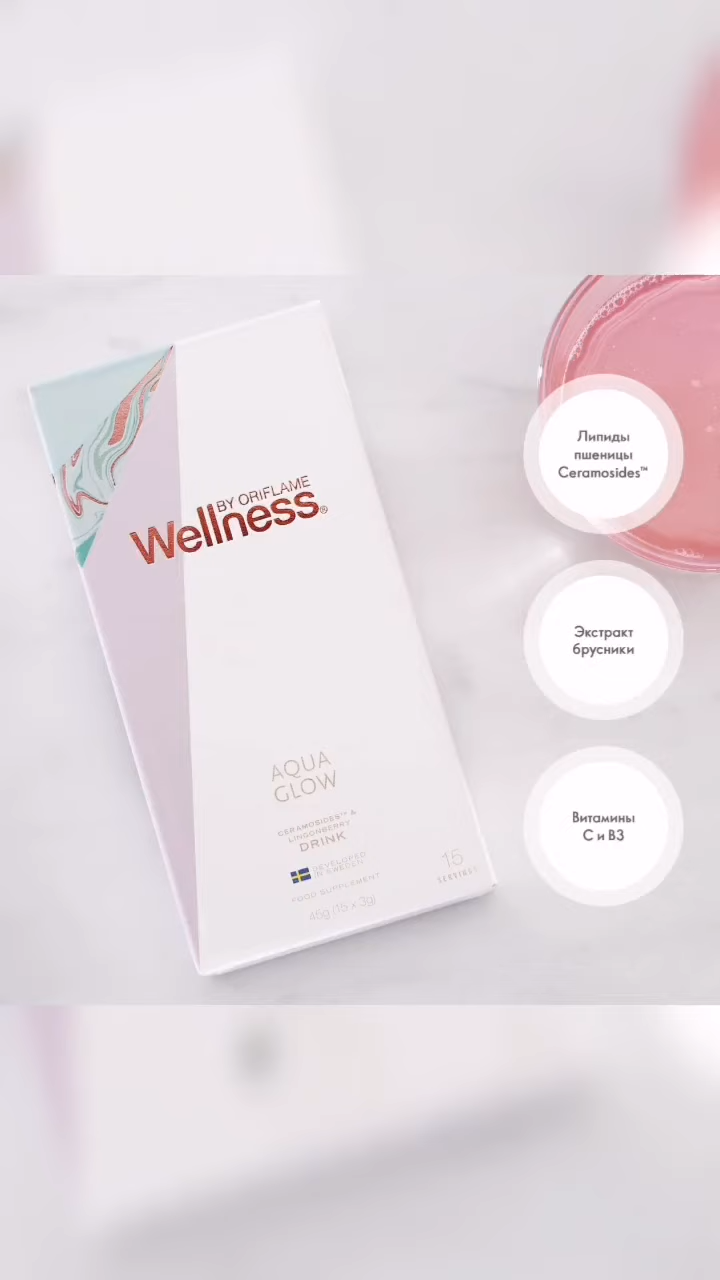 BY ORIFLAME
Wellness®
AQUA
GLOW
CERAMOSIDES™ &
LINGONBERRY
DRINK
DEVELOPED
IN SWEDEN
FOOD SUPPLEMENT
45g (15 x 3g)
15
SERVINGS
Липиды
пшеницы
Ceramosides™
Экстракт
брусники
Витамины
С и В3